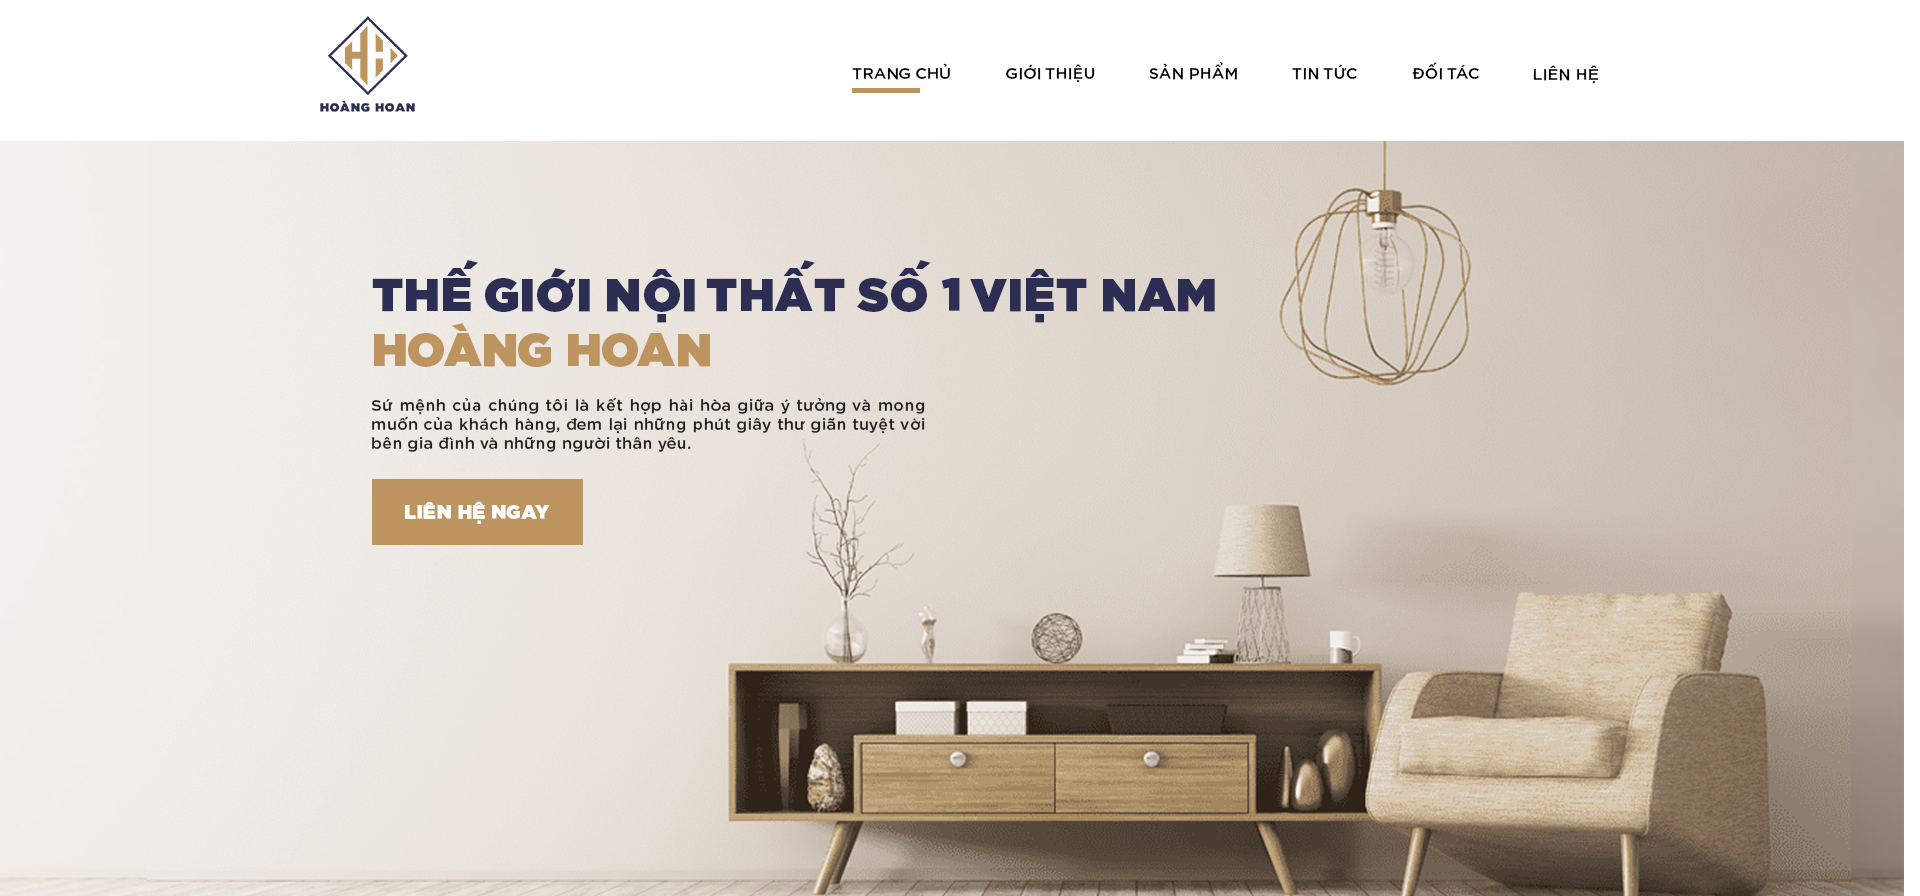 HOÀNG HOAN
TRANG CHỦ
GIỚI THIỆU
SẢN PHẨM
TIN TỨC
ĐỐI TÁC
LIÊN HỆ
THẾ GIỚI NỘI THẤT SỐ 1 VIỆT NAM
HOÀNG HOAN
Sứ mệnh của chúng tôi là kết hợp hài hòa giữa ý tưởng và mong
muốn của khách hàng, đem lại những phút giây thư giãn tuyệt vời
bên gia đình và những người thân yêu.
LIÊN HỆ NGAY